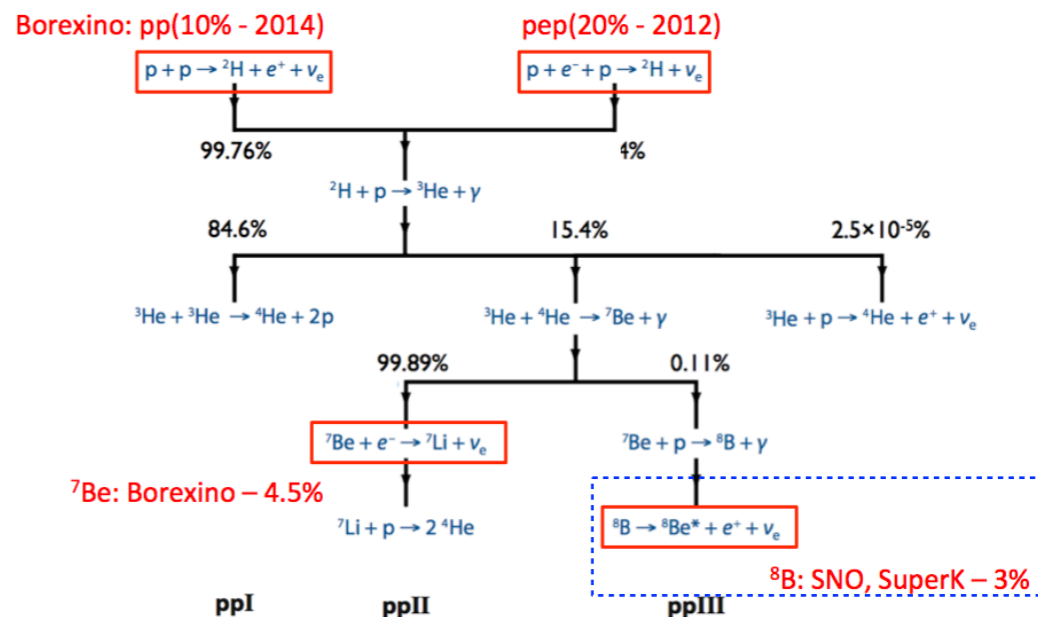 Borexino: pp(10% - 2014) pep(20% - 2012)
p + p → ²H + e⁺ + νₑ p + e⁻ + p → ²H + νₑ
99.76% 4%
²H + p → ³He + γ
84.6% 15.4% 2.5×10⁻⁵%
³He + ³He → ⁴He + 2p ³He + ⁴He → ⁷Be + γ ³He + p → ⁴He + e⁺ + νₑ
99.89% 0.11%
⁷Be + e⁻ → ⁷Li + νₑ ⁷Be + p → ⁸B + γ
⁷Be: Borexino – 4.5%
⁷Li + p → 2 ⁴He ⁸B → ⁸Be* + e⁺ + νₑ
⁸B: SNO, SuperK – 3%
ppI ppII ppIII